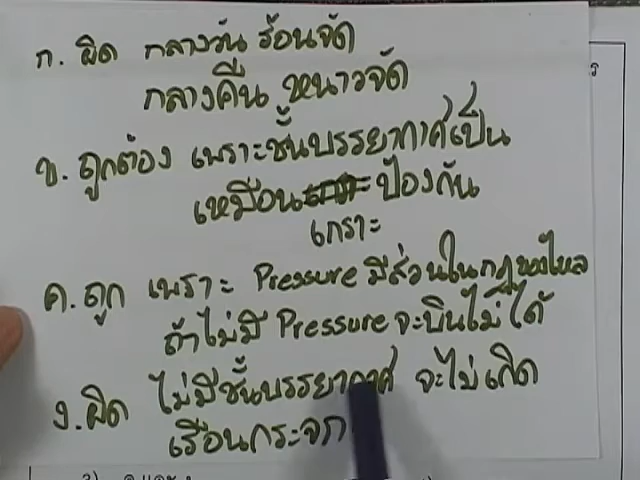 ก. ผิด กลางวัน ร้อนจัด
กลางคืน หนาวจัด
ข. ถูกต้อง เพราะชั้นบรรยากาศเป็น
เหมือน ป้องกัน
เกราะ
ค. ถูก เพราะ Pressure มีส่วนในกฎของไหล
ถ้าไม่มี Pressure จะบินไม่ได้
ง. ผิด ไม่มีชั้นบรรยากาศ จะไม่เกิด
เรือนกระจก